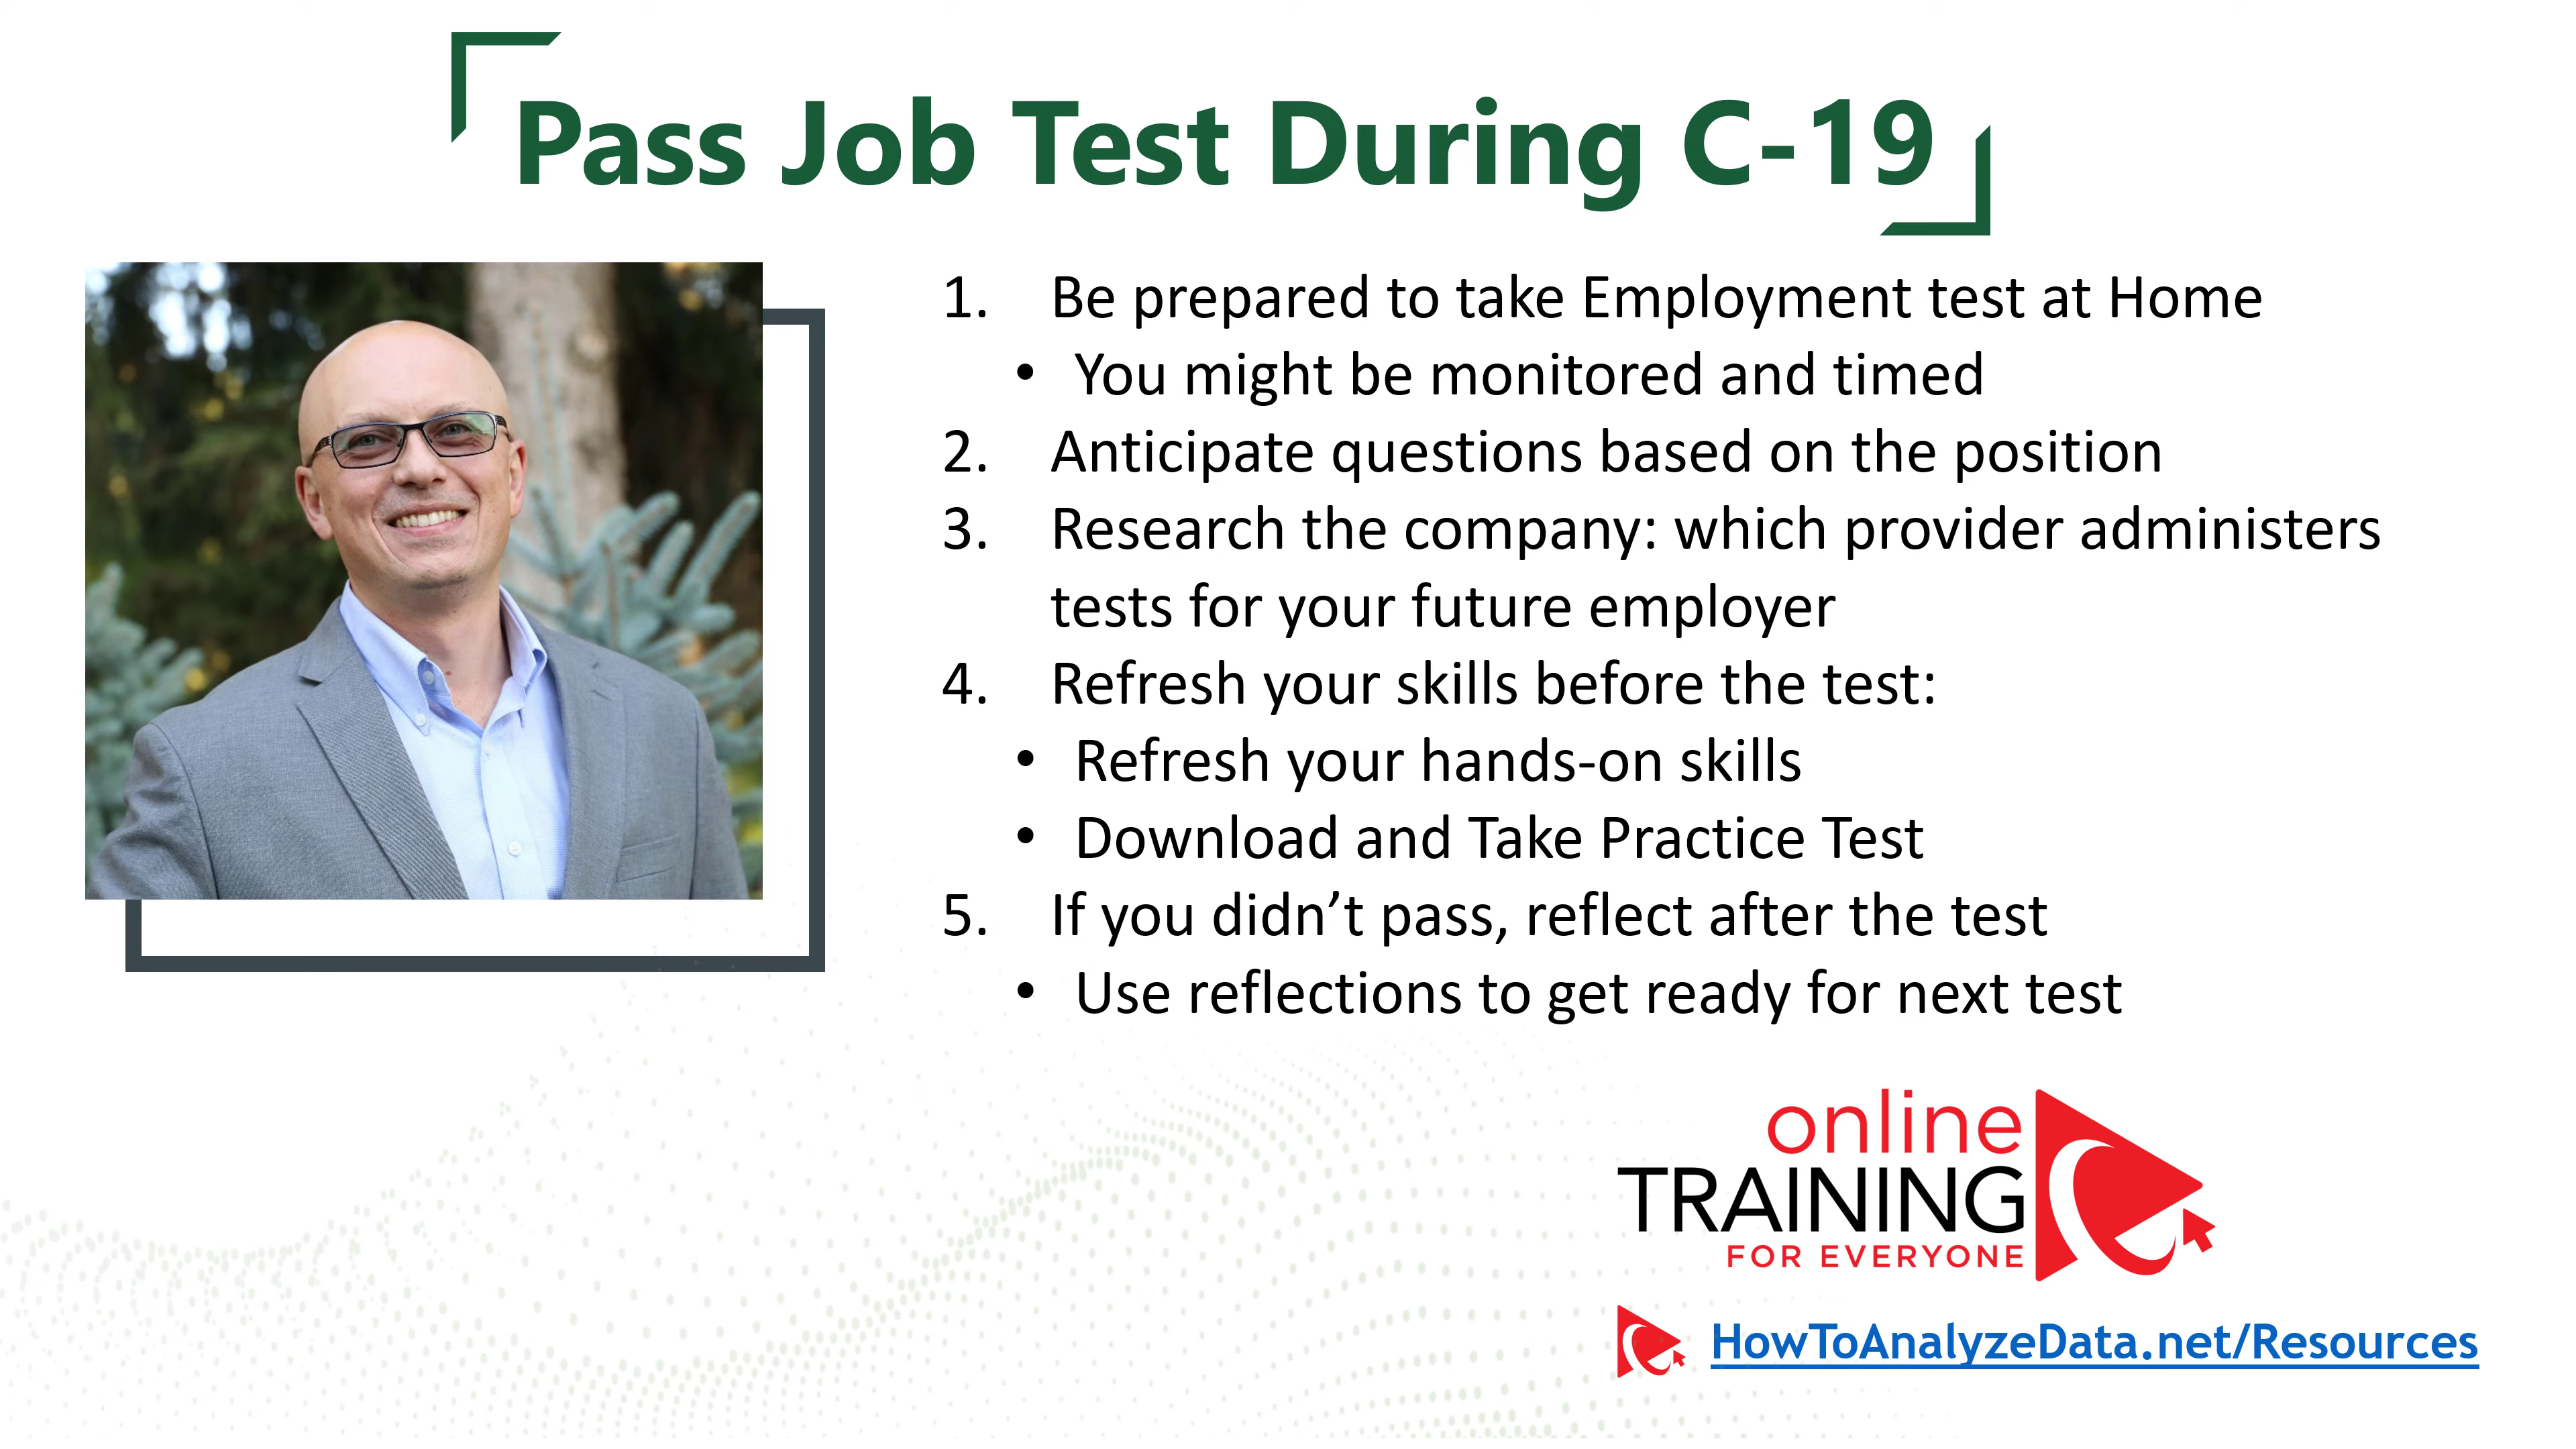 Pass Job Test During C-19
1. Be prepared to take Employment test at Home
• You might be monitored and timed
2. Anticipate questions based on the position
3. Research the company: which provider administers
tests for your future employer
4. Refresh your skills before the test:
• Refresh your hands-on skills
• Download and Take Practice Test
5. If you didn’t pass, reflect after the test
• Use reflections to get ready for next test
online
TRAINING
FOR EVERYONE
HowToAnalyzeData.net/Resources